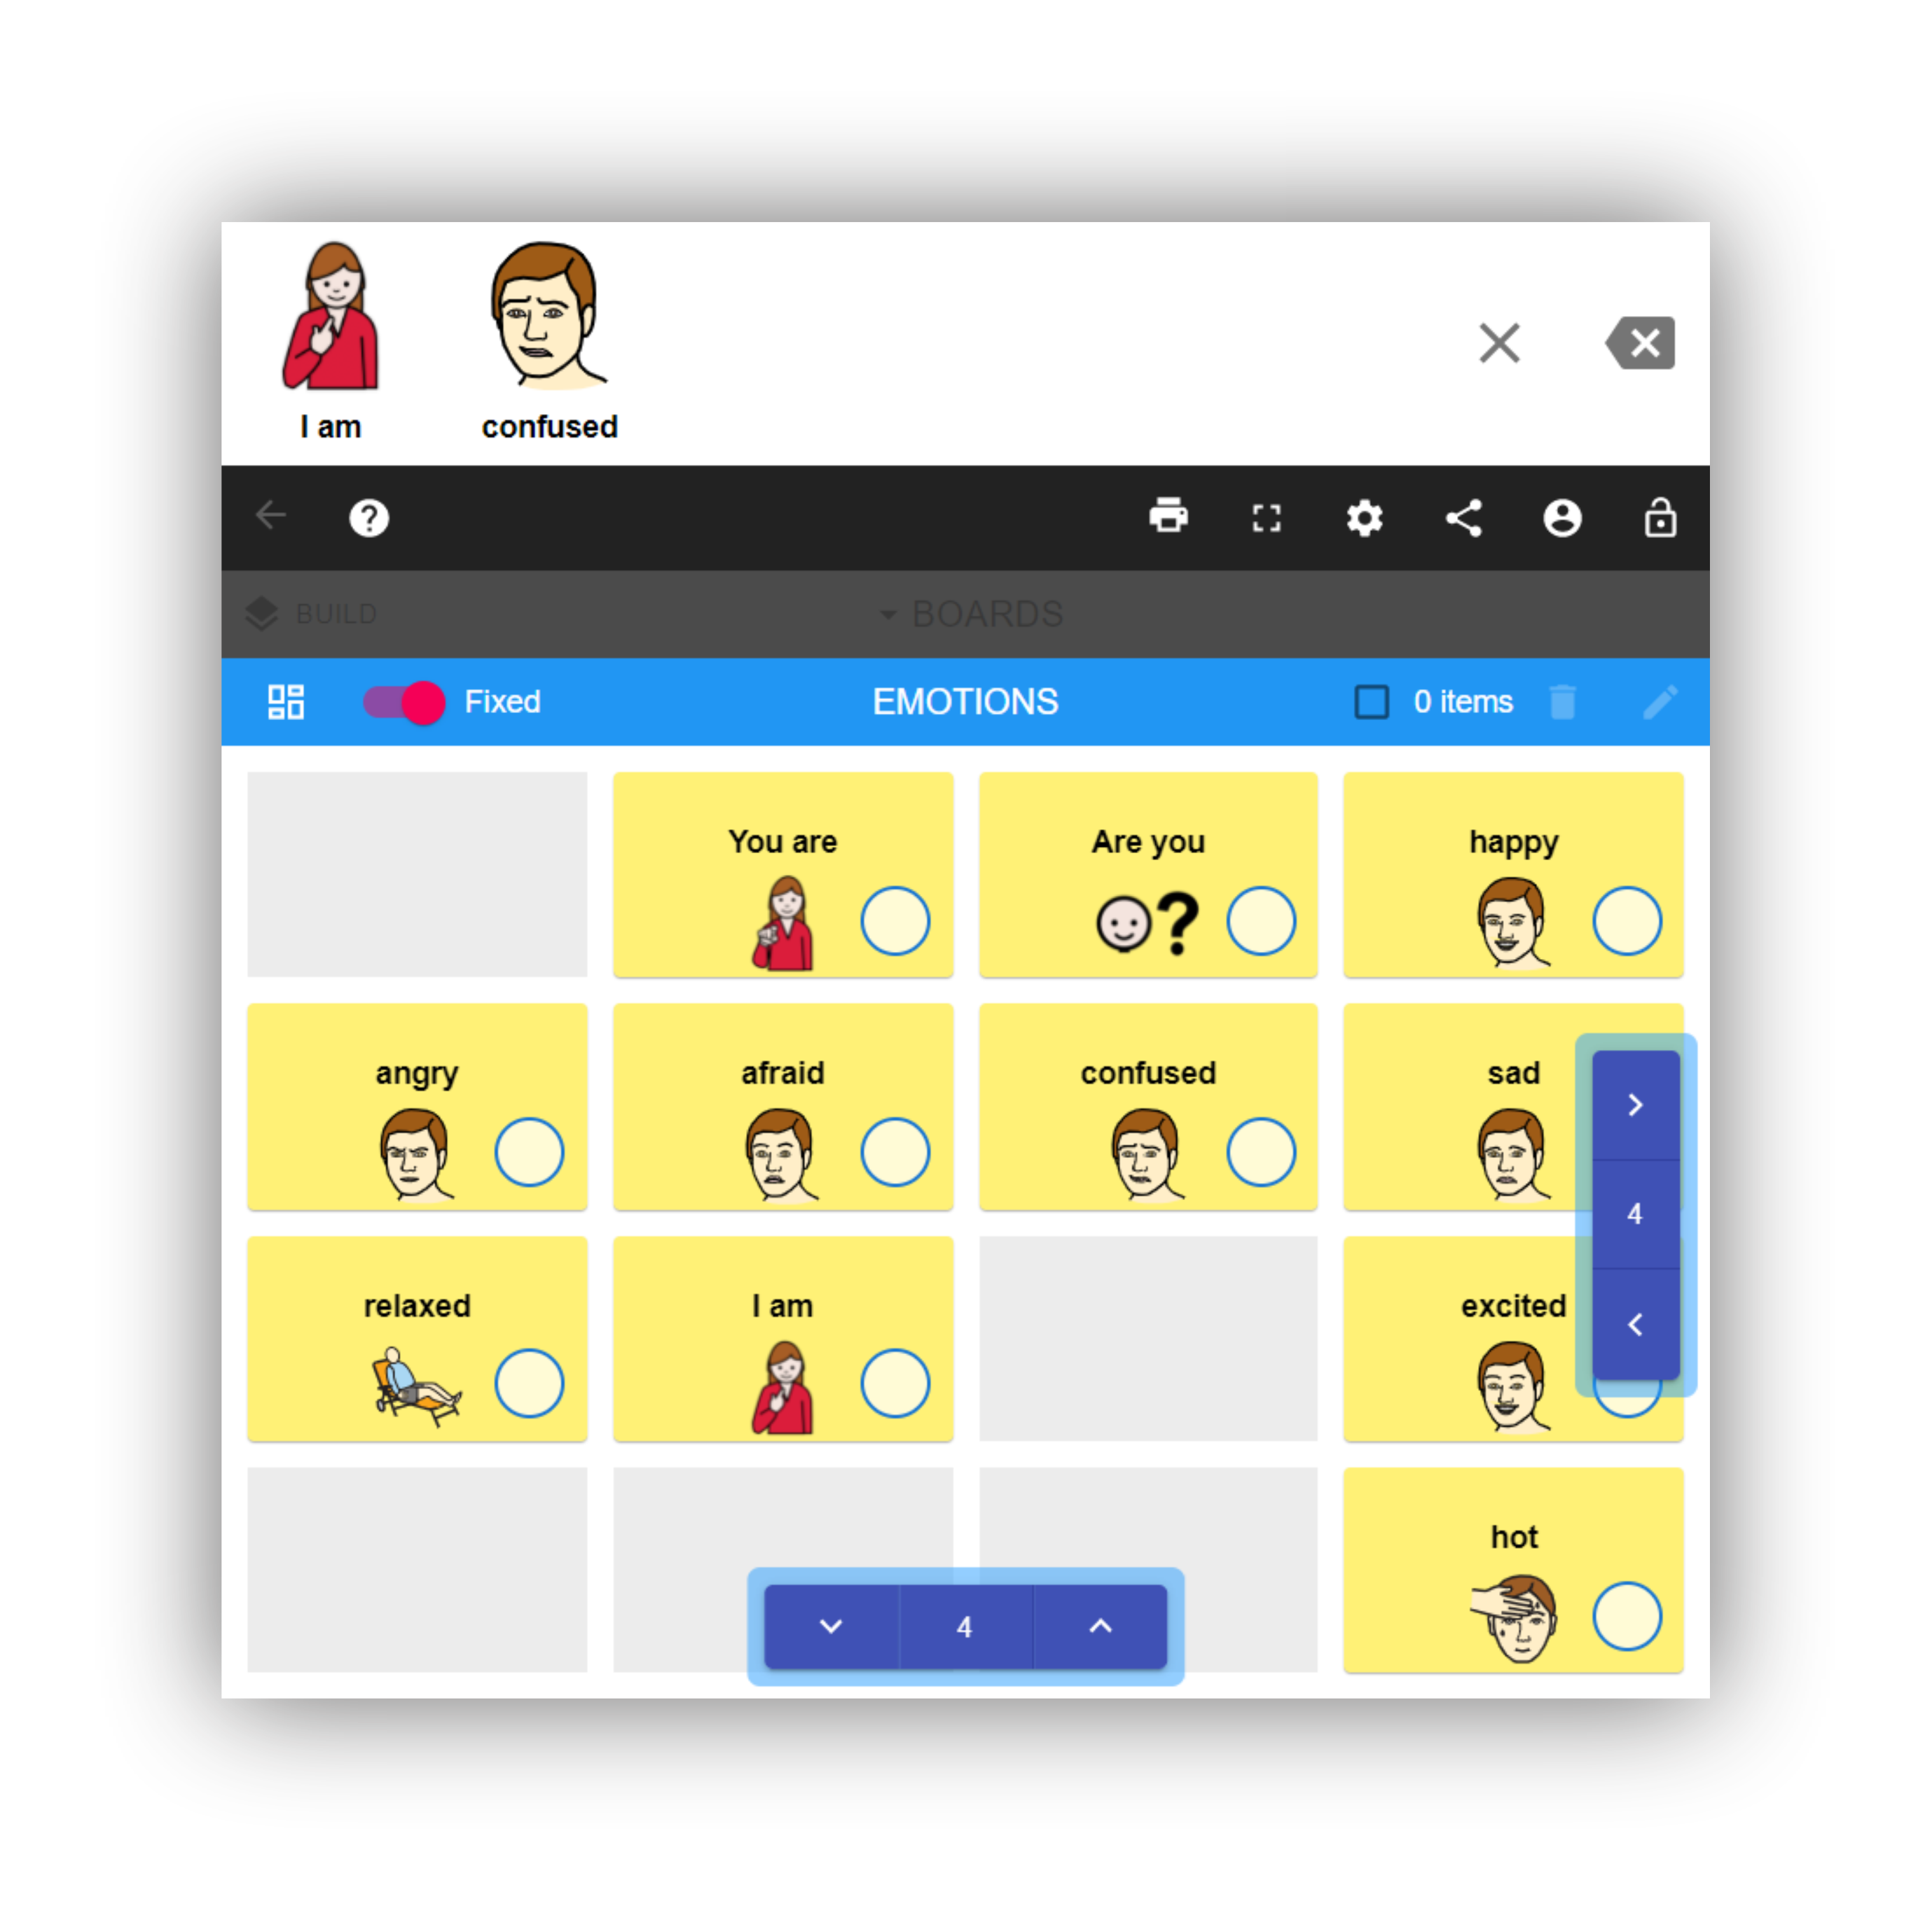 I am confused
BUILD BOARDS
Fixed EMOTIONS 0 items
You are Are you happy
angry afraid confused sad
4
relaxed I am excited
hot
4